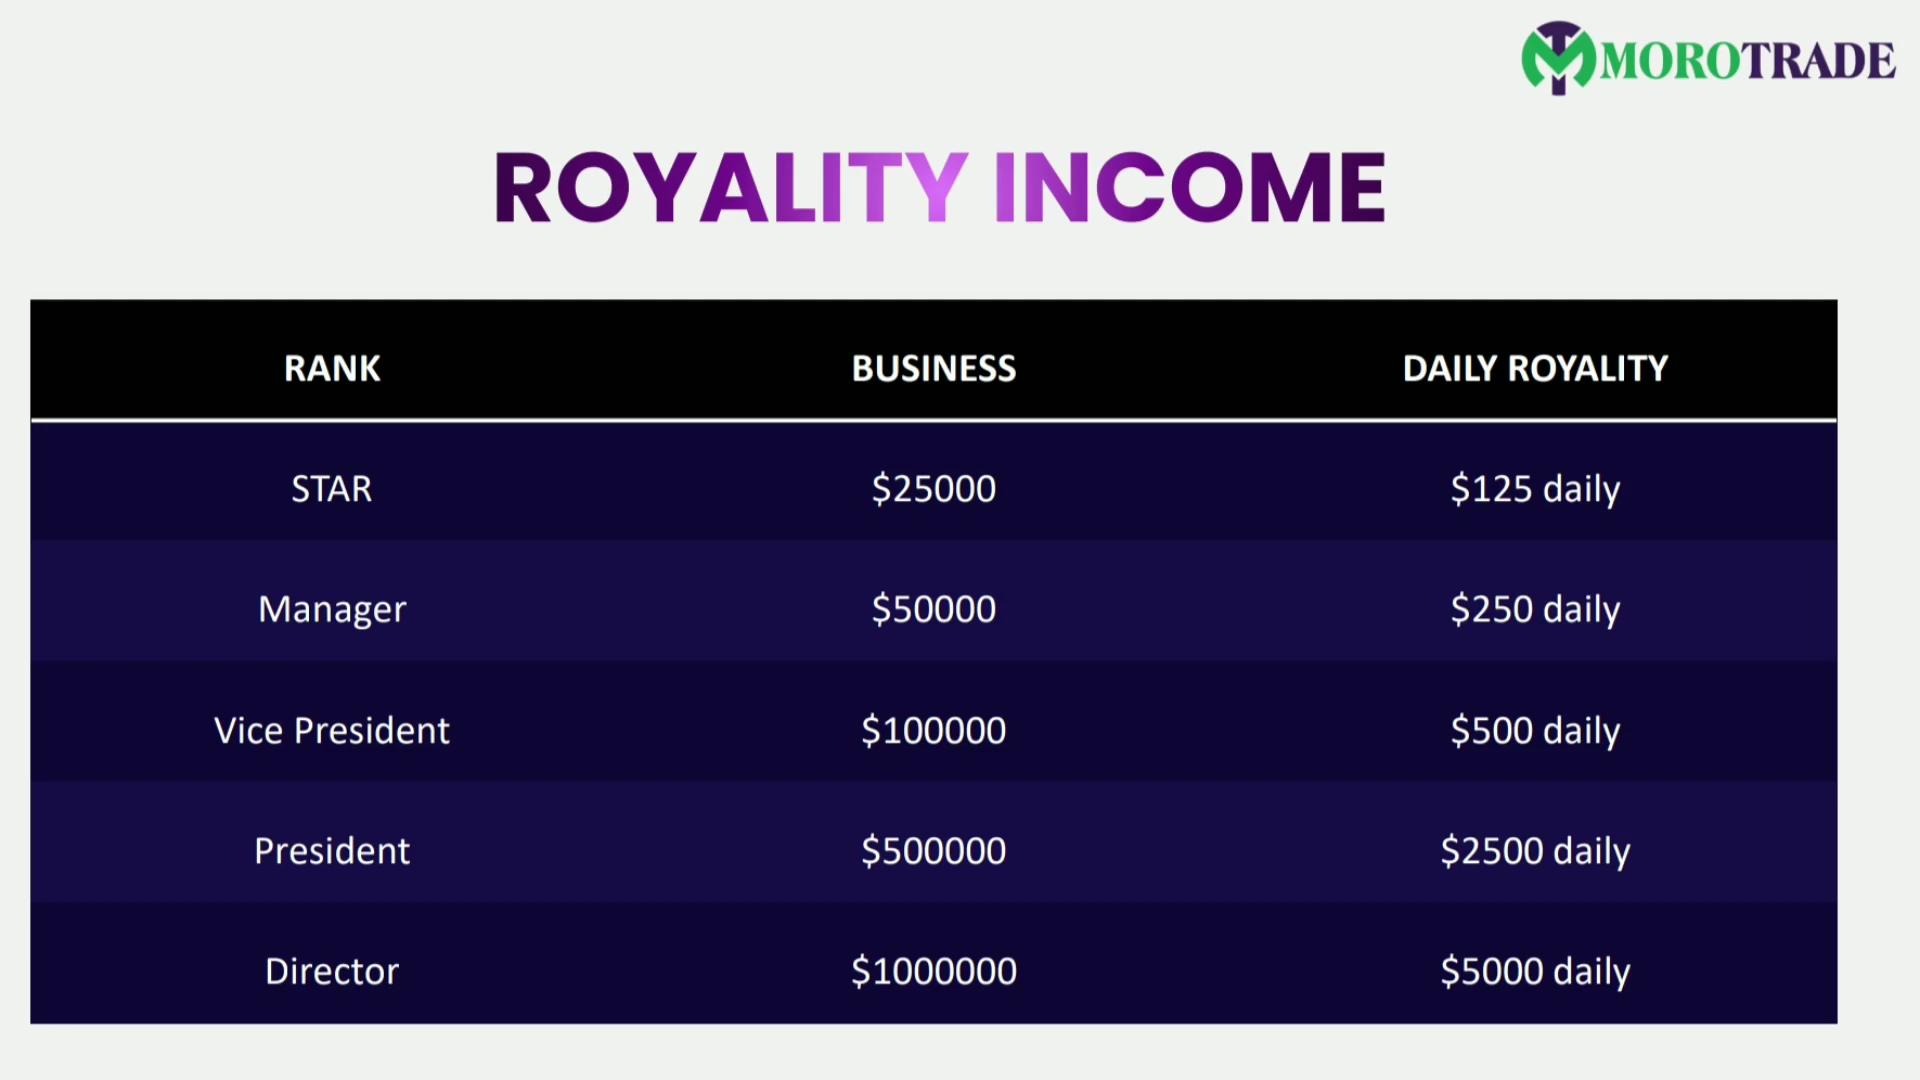 MOROTRADE
ROYALITY INCOME
RANK BUSINESS DAILY ROYALITY
STAR $25000 $125 daily
Manager $50000 $250 daily
Vice President $100000 $500 daily
President $500000 $2500 daily
Director $1000000 $5000 daily